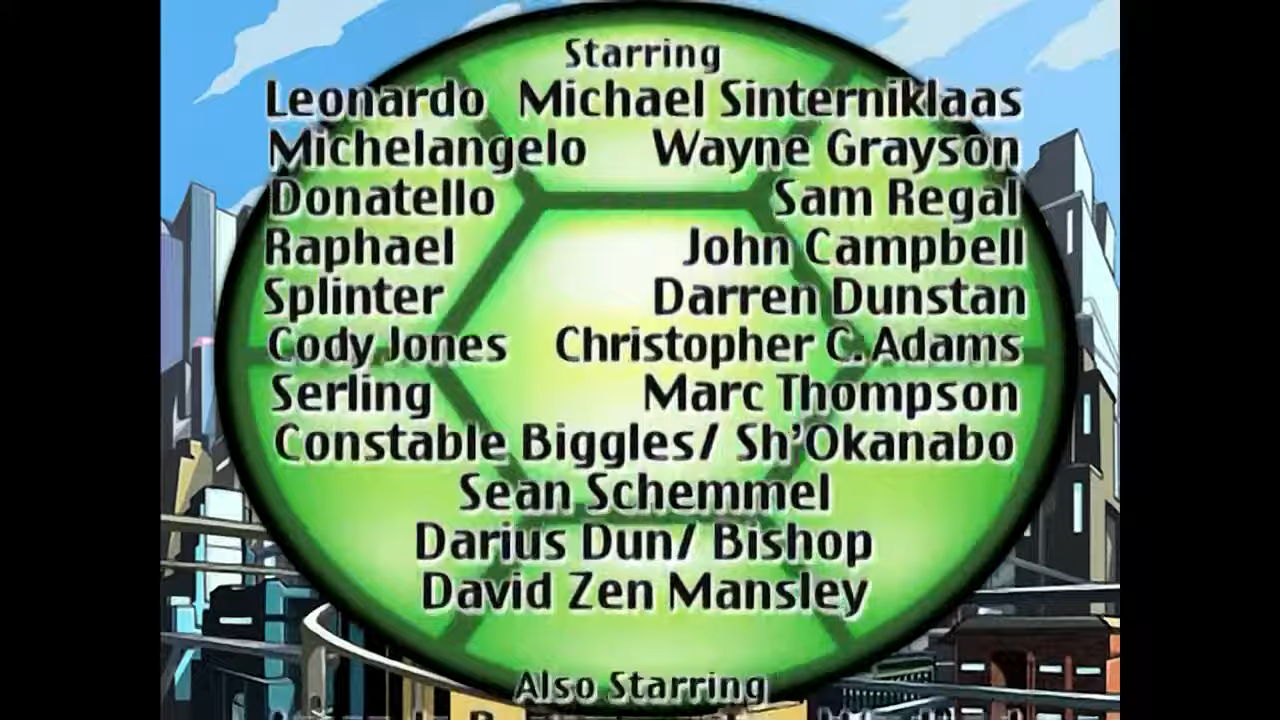 Starring
Leonardo Michael Sinterniklaas
Michelangelo Wayne Grayson
Donatello Sam Regal
Raphael John Campbell
Splinter Darren Dunstan
Cody Jones Christopher C. Adams
Serling Marc Thompson
Constable Biggles/ Sh'Okanabo
Sean Schemmel
Darius Dun/ Bishop
David Zen Mansley
Also Starring